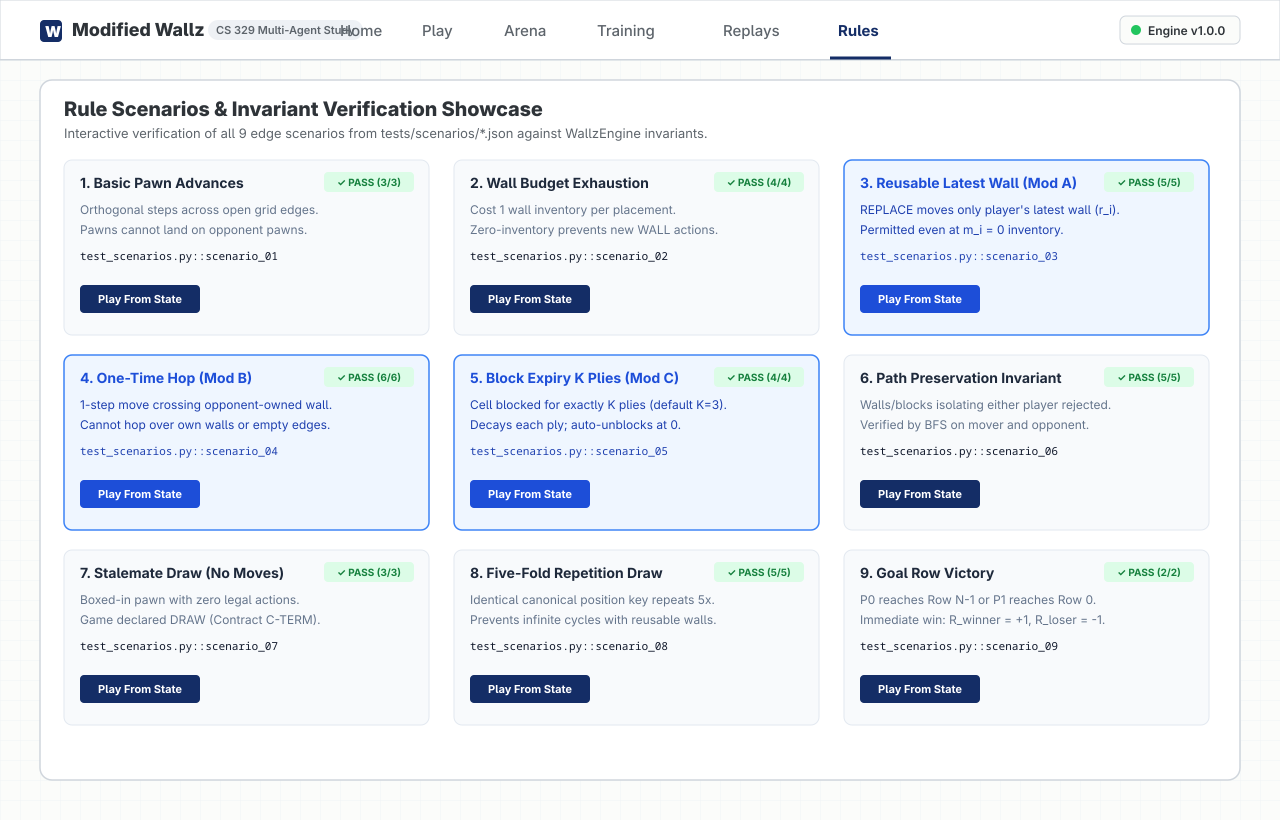 W Modified Wallz CS 329 Multi-Agent Study Home Play Arena Training Replays Rules Engine v1.0.0
Rule Scenarios & Invariant Verification Showcase
Interactive verification of all 9 edge scenarios from tests/scenarios/*.json against WallzEngine invariants.
1. Basic Pawn Advances ✓ PASS (3/3)
Orthogonal steps across open grid edges.
Pawns cannot land on opponent pawns.
test_scenarios.py::scenario_01
Play From State
2. Wall Budget Exhaustion ✓ PASS (4/4)
Cost 1 wall inventory per placement.
Zero-inventory prevents new WALL actions.
test_scenarios.py::scenario_02
Play From State
3. Reusable Latest Wall (Mod A) ✓ PASS (5/5)
REPLACE moves only player's latest wall (r_i).
Permitted even at m_i = 0 inventory.
test_scenarios.py::scenario_03
Play From State
4. One-Time Hop (Mod B) ✓ PASS (6/6)
1-step move crossing opponent-owned wall.
Cannot hop over own walls or empty edges.
test_scenarios.py::scenario_04
Play From State
5. Block Expiry K Plies (Mod C) ✓ PASS (4/4)
Cell blocked for exactly K plies (default K=3).
Decays each ply; auto-unblocks at 0.
test_scenarios.py::scenario_05
Play From State
6. Path Preservation Invariant ✓ PASS (5/5)
Walls/blocks isolating either player rejected.
Verified by BFS on mover and opponent.
test_scenarios.py::scenario_06
Play From State
7. Stalemate Draw (No Moves) ✓ PASS (3/3)
Boxed-in pawn with zero legal actions.
Game declared DRAW (Contract C-TERM).
test_scenarios.py::scenario_07
Play From State
8. Five-Fold Repetition Draw ✓ PASS (5/5)
Identical canonical position key repeats 5x.
Prevents infinite cycles with reusable walls.
test_scenarios.py::scenario_08
Play From State
9. Goal Row Victory ✓ PASS (2/2)
P0 reaches Row N-1 or P1 reaches Row 0.
Immediate win: R_winner = +1, R_loser = -1.
test_scenarios.py::scenario_09
Play From State